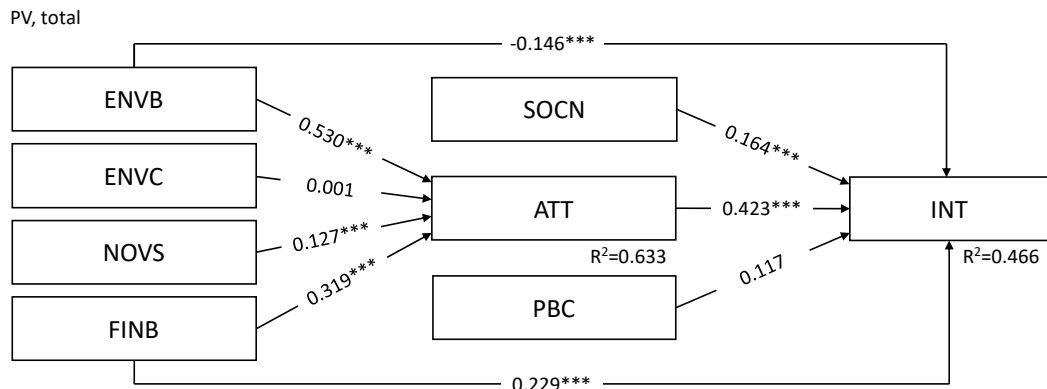 PV, total
-0.146***
ENVB
SOCN
0.530***
0.164***
ENVC
0.001
ATT
0.423***
INT
NOVS
0.127***
R²=0.633
R²=0.466
0.319***
0.117
FINB
PBC
0.229***